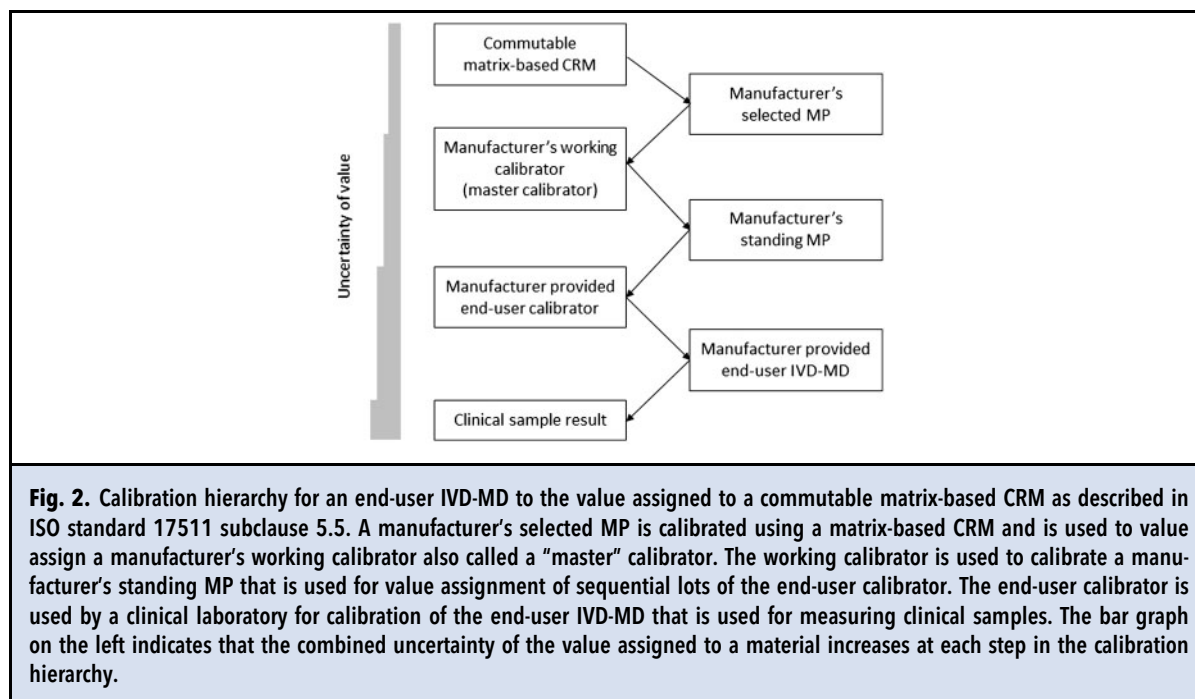 Commutable
matrix-based CRM
Manufacturer's
selected MP
Manufacturer's working
calibrator
(master calibrator)
Manufacturer's
standing MP
Manufacturer provided
end-user calibrator
Manufacturer provided
end-user IVD-MD
Clinical sample result
Uncertainty of value
Fig. 2. Calibration hierarchy for an end-user IVD-MD to the value assigned to a commutable matrix-based CRM as described in
ISO standard 17511 subclause 5.5. A manufacturer's selected MP is calibrated using a matrix-based CRM and is used to value
assign a manufacturer's working calibrator also called a "master" calibrator. The working calibrator is used to calibrate a manu-
facturer's standing MP that is used for value assignment of sequential lots of the end-user calibrator. The end-user calibrator is
used by a clinical laboratory for calibration of the end-user IVD-MD that is used for measuring clinical samples. The bar graph
on the left indicates that the combined uncertainty of the value assigned to a material increases at each step in the calibration
hierarchy.